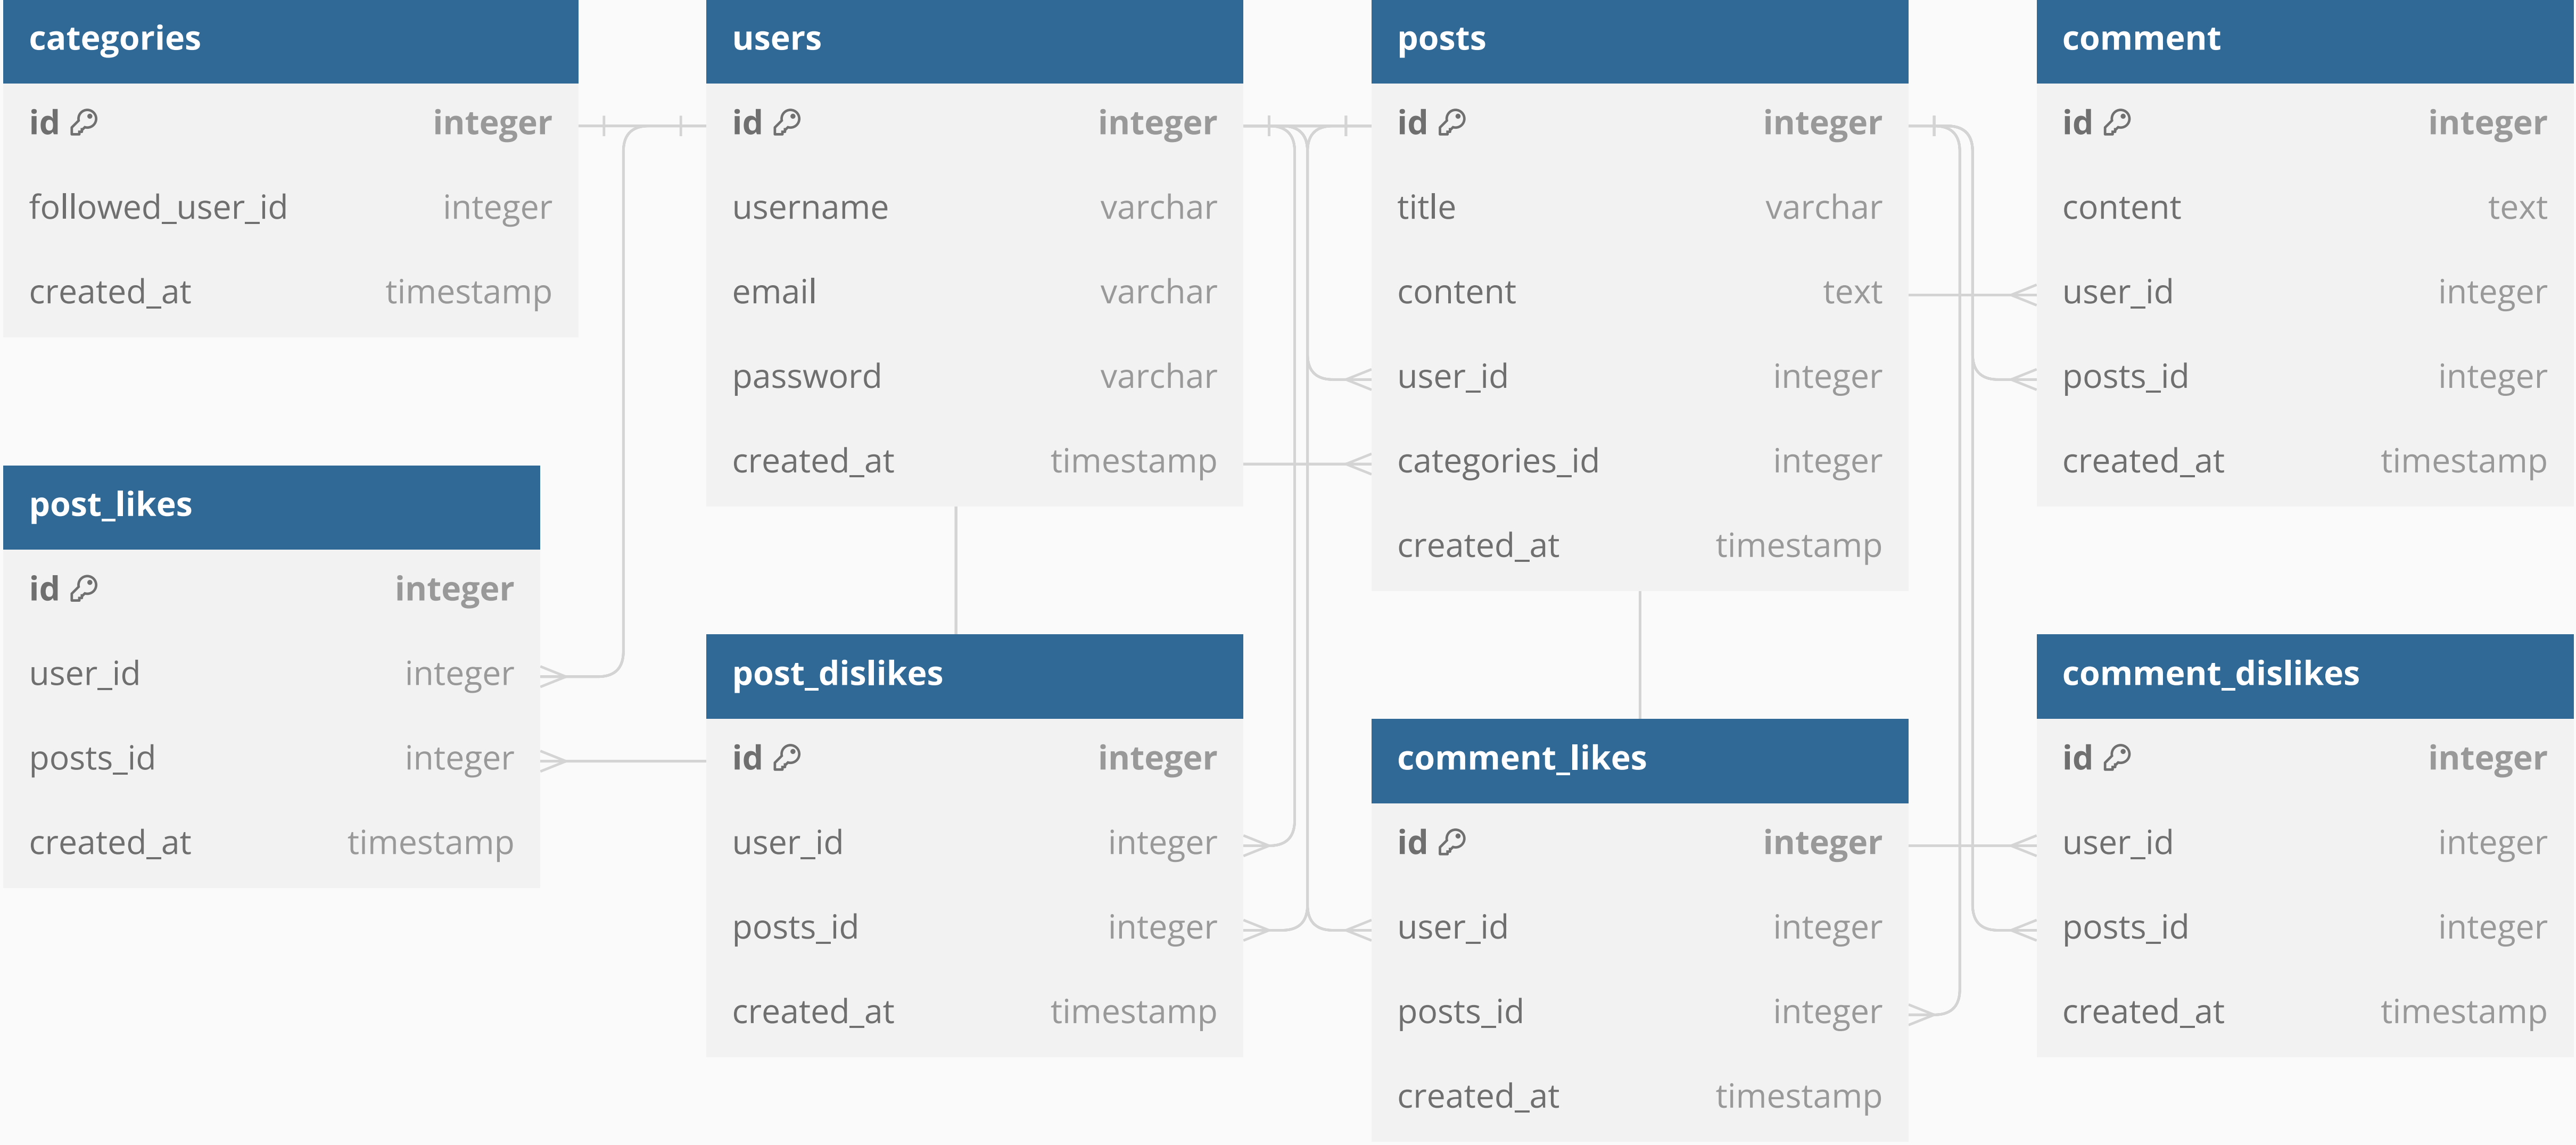 categories
id integer
followed_user_id integer
created_at timestamp
users
id integer
username varchar
email varchar
password varchar
created_at timestamp
posts
id integer
title varchar
content text
user_id integer
categories_id integer
created_at timestamp
comment
id integer
content text
user_id integer
posts_id integer
created_at timestamp
post_likes
id integer
user_id integer
posts_id integer
created_at timestamp
post_dislikes
id integer
user_id integer
posts_id integer
created_at timestamp
comment_likes
id integer
user_id integer
posts_id integer
created_at timestamp
comment_dislikes
id integer
user_id integer
posts_id integer
created_at timestamp